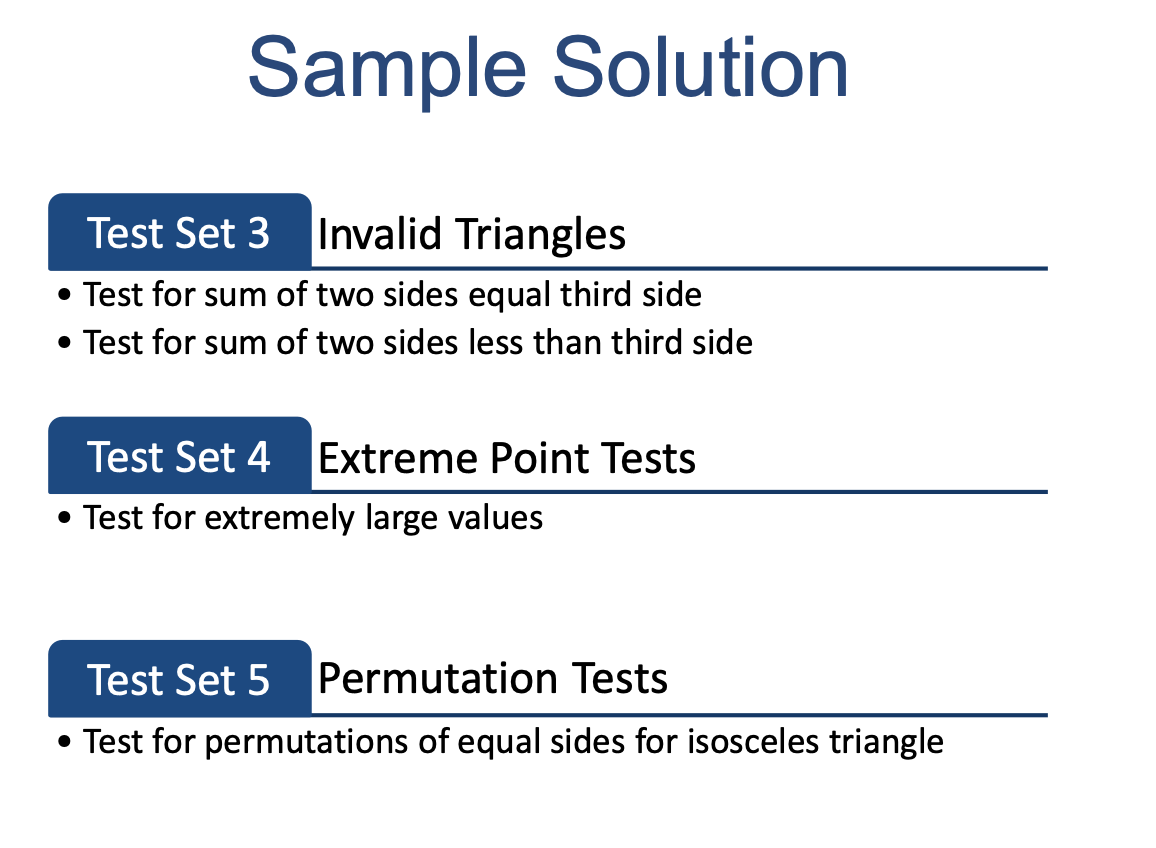 Sample Solution
Test Set 3 Invalid Triangles
• Test for sum of two sides equal third side
• Test for sum of two sides less than third side
Test Set 4 Extreme Point Tests
• Test for extremely large values
Test Set 5 Permutation Tests
• Test for permutations of equal sides for isosceles triangle